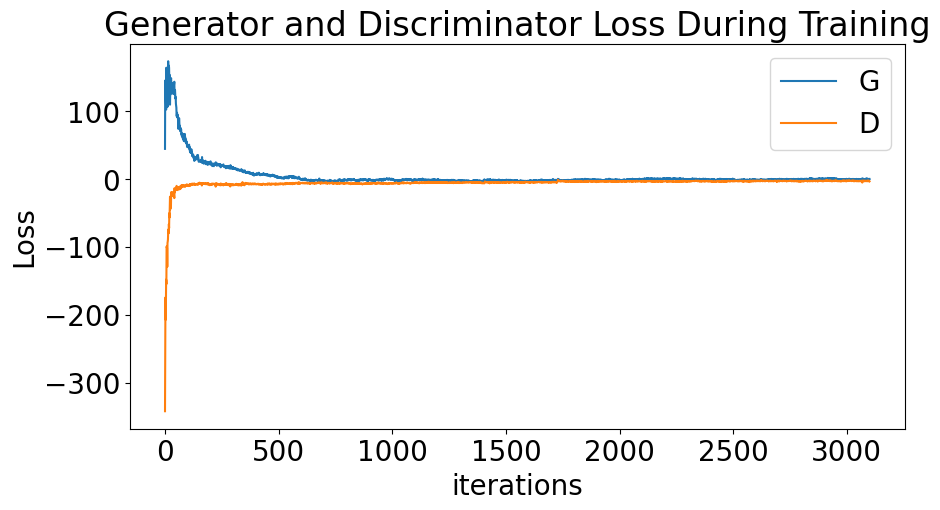 Generator and Discriminator Loss During Training
G
D
100
0
−100
−200
−300
Loss
0 500 1000 1500 2000 2500 3000
iterations